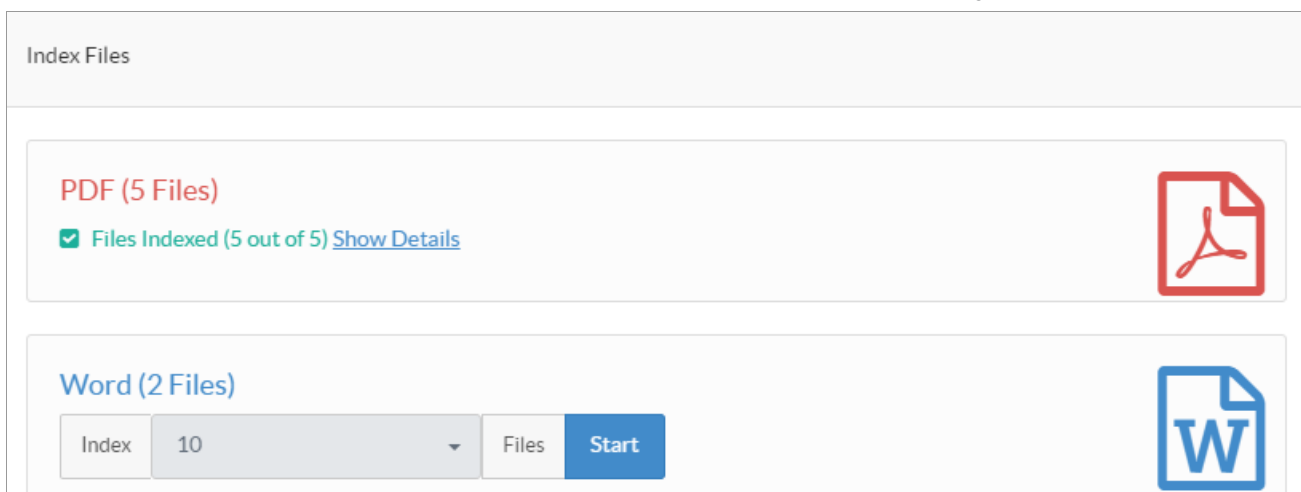 Index Files
PDF (5 Files)
Files Indexed (5 out of 5) Show Details
Word (2 Files)
Index 10 Files Start
W